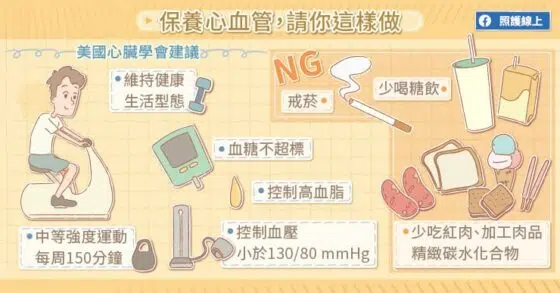 保養心血管，請你這樣做
照護線上
美國心臟學會建議
維持健康
生活型態
NG
戒菸
少喝糖飲
血糖不超標
控制高血脂
中等強度運動
每周150分鐘
控制血壓
小於130/80 mmHg
少吃紅肉、加工肉品
精緻碳水化合物